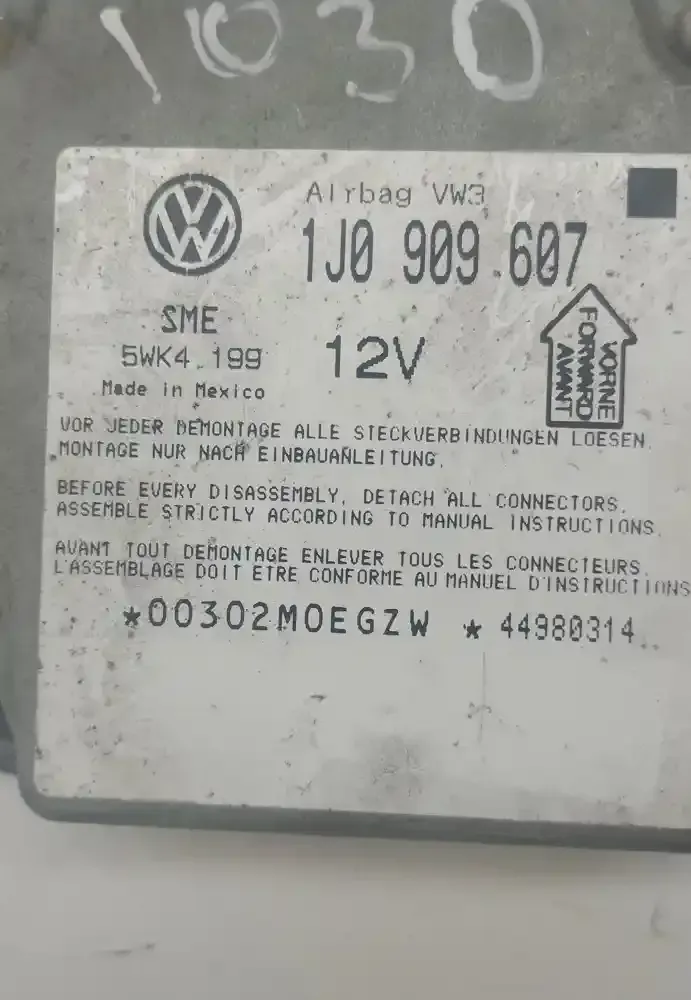 1030
Airbag VW3
1J0 909 607
SME
5WK4 199
12V
Made in Mexico
VORNE
FORWARD
AVANT
VOR JEDER DEMONTAGE ALLE STECKVERBINDUNGEN LOESEN.
MONTAGE NUR NACH EINBAUANLEITUNG.
BEFORE EVERY DISASSEMBLY, DETACH ALL CONNECTORS.
ASSEMBLE STRICTLY ACCORDING TO MANUAL INSTRUCTIONS.
AVANT TOUT DEMONTAGE ENLEVER TOUS LES CONNECTEURS.
L'ASSEMBLAGE DOIT ETRE CONFORME AU MANUEL D'INSTRUCTIONS
*00302M0EGZW * 44980314